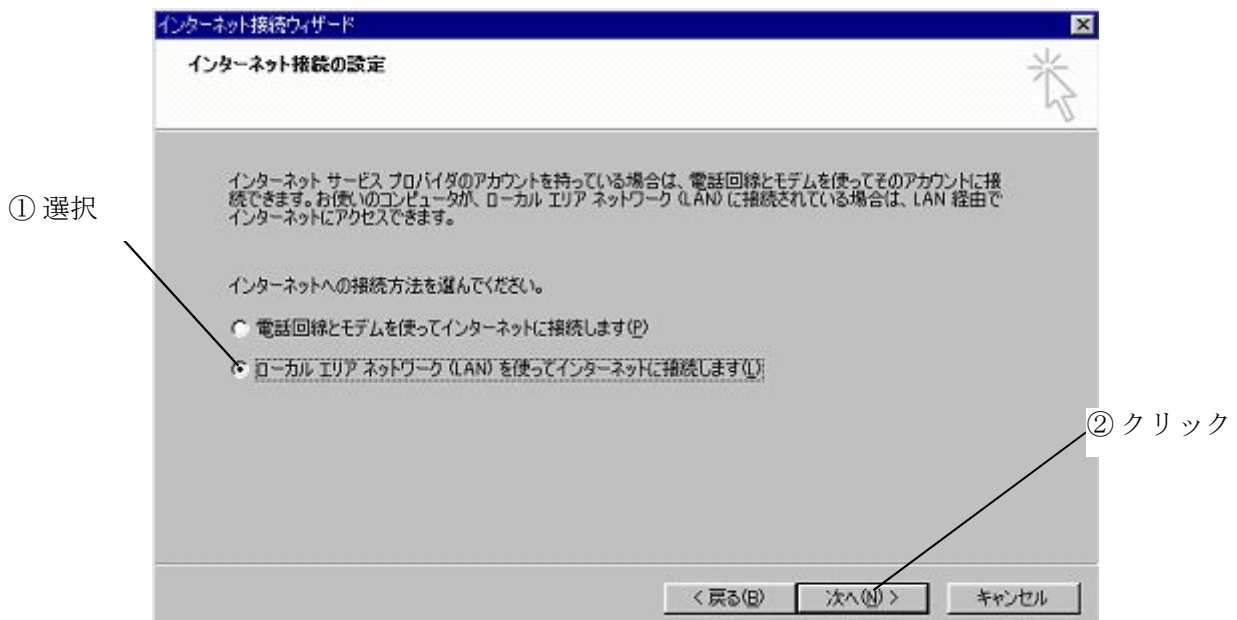 インターネット接続ウィザード
インターネット接続の設定
インターネット サービス プロバイダのアカウントを持っている場合は、電話回線とモデムを使ってそのアカウントに接
続できます。お使いのコンピュータが、ローカル エリア ネットワーク (LAN) に接続されている場合は、LAN 経由で
インターネットにアクセスできます。
① 選択
インターネットへの接続方法を選んでください。
電話回線とモデムを使ってインターネットに接続します(P)
ローカル エリア ネットワーク (LAN) を使ってインターネットに接続します(L)
② クリック
< 戻る(B)
次へ(N) >
キャンセル